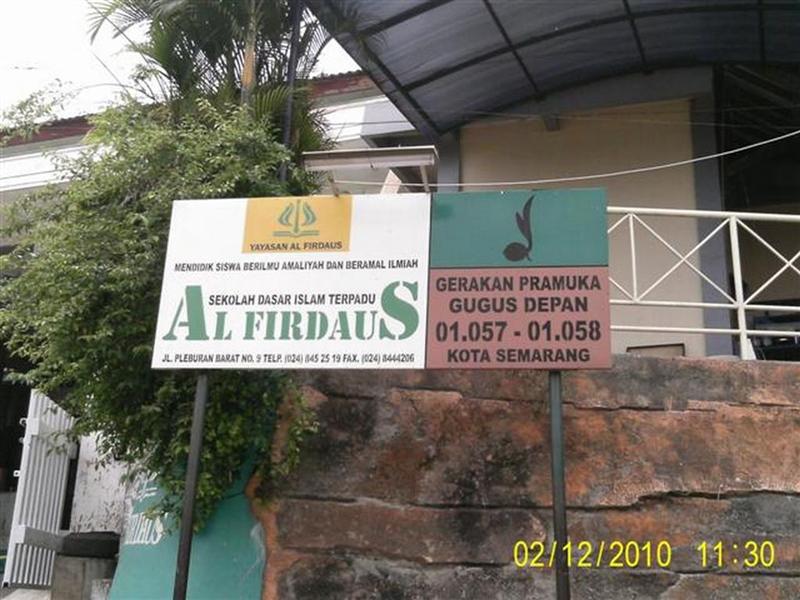 YAYASAN AL FIRDAUS
MENDIDIK SISWA BERILMU AMALIYAH DAN BERAMAL ILMIAH
SEKOLAH DASAR ISLAM TERPADU
AL FIRDAUS
JL. PLEBURAN BARAT NO. 9 TELP. (024) 845 25 19 FAX. (024) 8444206
GERAKAN PRAMUKA
GUGUS DEPAN
01.057 - 01.058
KOTA SEMARANG
02/12/2010 11:30